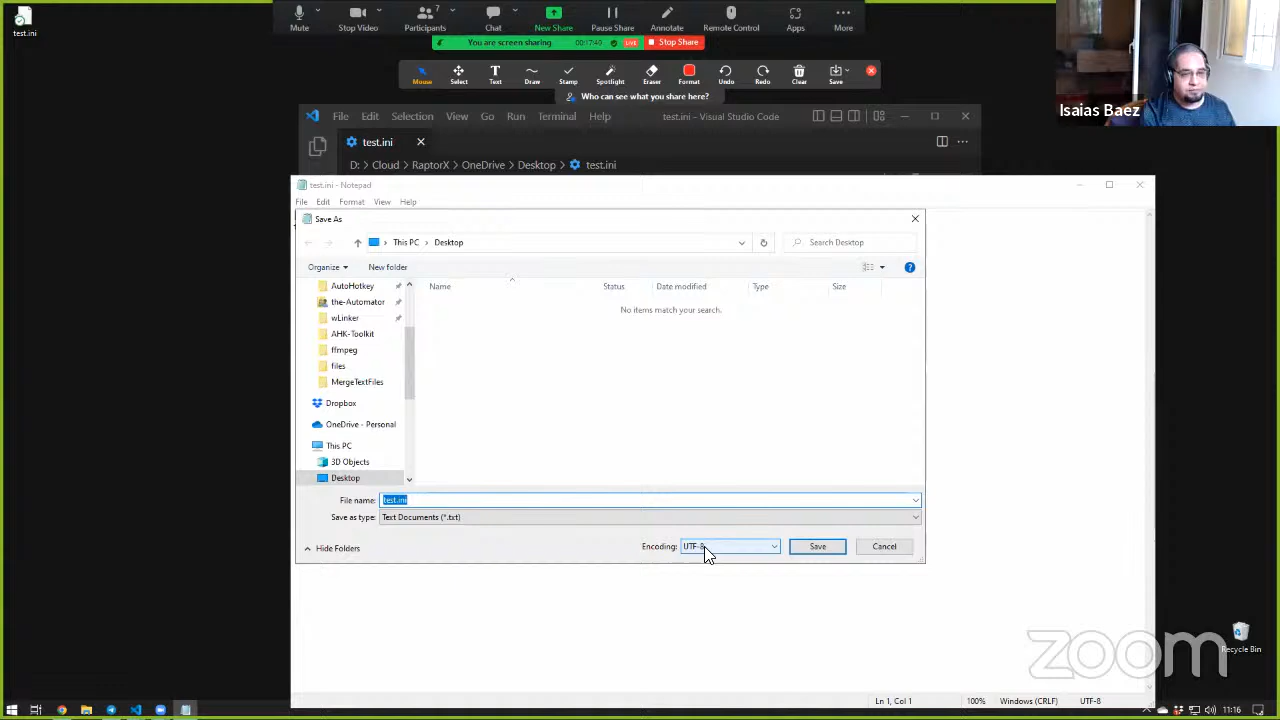 test.ini
Mute
Stop Video
Participants
7
Chat
New Share
Pause Share
Annotate
Remote Control
Apps
More
You are screen sharing
00:17:40
LIVE
Stop Share
Mouse
Select
Text
Draw
Stamp
Spotlight
Eraser
Format
Undo
Redo
Clear
Save
Who can see what you share here?
Isaias Baez
File Edit Selection View Go Run Terminal Help
test.ini - Visual Studio Code
test.ini
D: > Cloud > RaptorX > OneDrive > Desktop > test.ini
test.ini - Notepad
File Edit Format View Help
Save As
This PC > Desktop
Search Desktop
Organize
New folder
Name
Status
Date modified
Type
Size
No items match your search.
AutoHotkey
the-Automator
wLinker
AHK-Toolkit
ffmpeg
files
MergeTextFiles
Dropbox
OneDrive - Personal
This PC
3D Objects
Desktop
File name: test.ini
Save as type: Text Documents (*.txt)
Hide Folders
Encoding: UTF-8
Save
Cancel
zoom
Recycle Bin
Ln 1, Col 1
100%
Windows (CRLF)
UTF-8
11:16